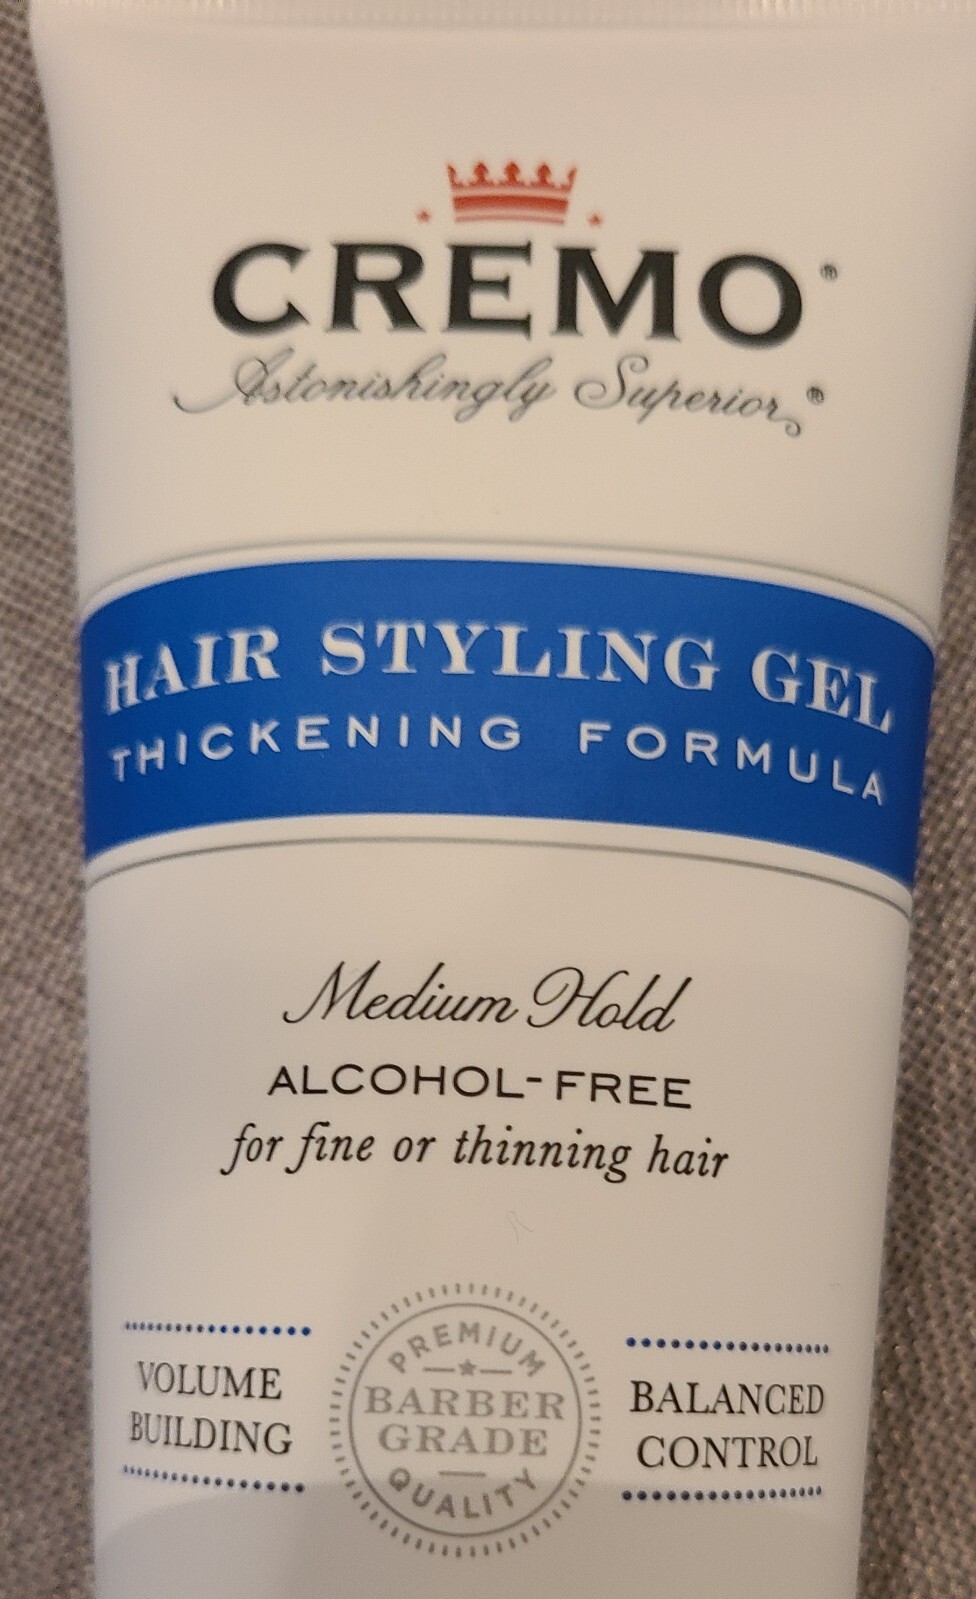 CREMO®
Astonishingly Superior®
HAIR STYLING GEL
THICKENING FORMULA
Medium Hold
ALCOHOL-FREE
for fine or thinning hair
VOLUME
BUILDING
PREMIUM
BARBER
GRADE
QUALITY
BALANCED
CONTROL